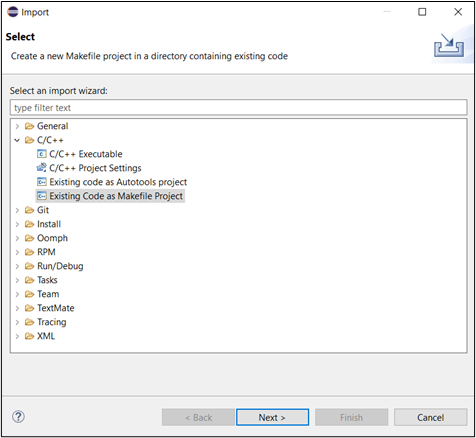 Import
Select
Create a new Makefile project in a directory containing existing code
Select an import wizard:
type filter text
General
C/C++
C/C++ Executable
C/C++ Project Settings
Existing code as Autotools project
Existing Code as Makefile Project
Git
Install
Oomph
RPM
Run/Debug
Tasks
Team
TextMate
Tracing
XML
< Back Next > Finish Cancel